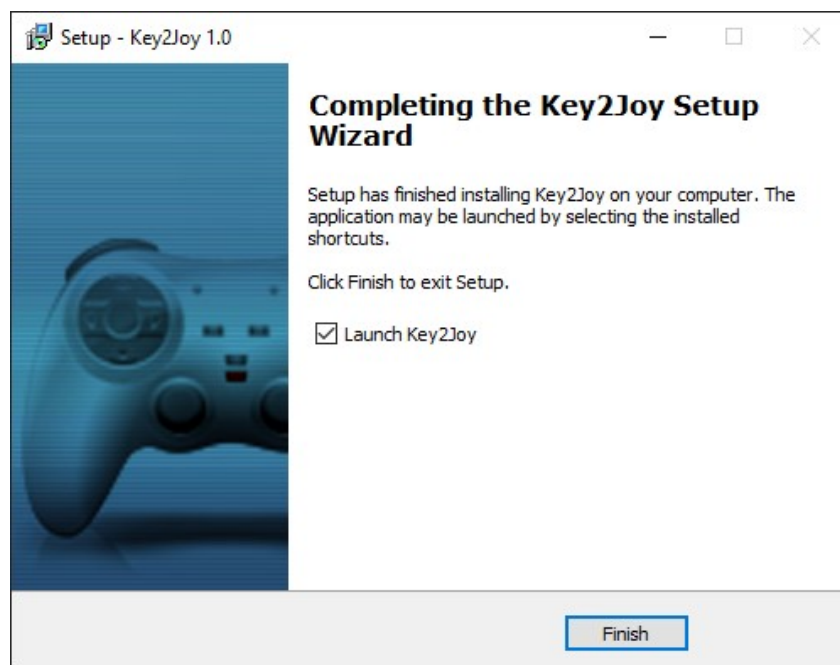 Setup - Key2Joy 1.0
Completing the Key2Joy Setup
Wizard
Setup has finished installing Key2Joy on your computer. The
application may be launched by selecting the installed
shortcuts.
Click Finish to exit Setup.
Launch Key2Joy
Finish